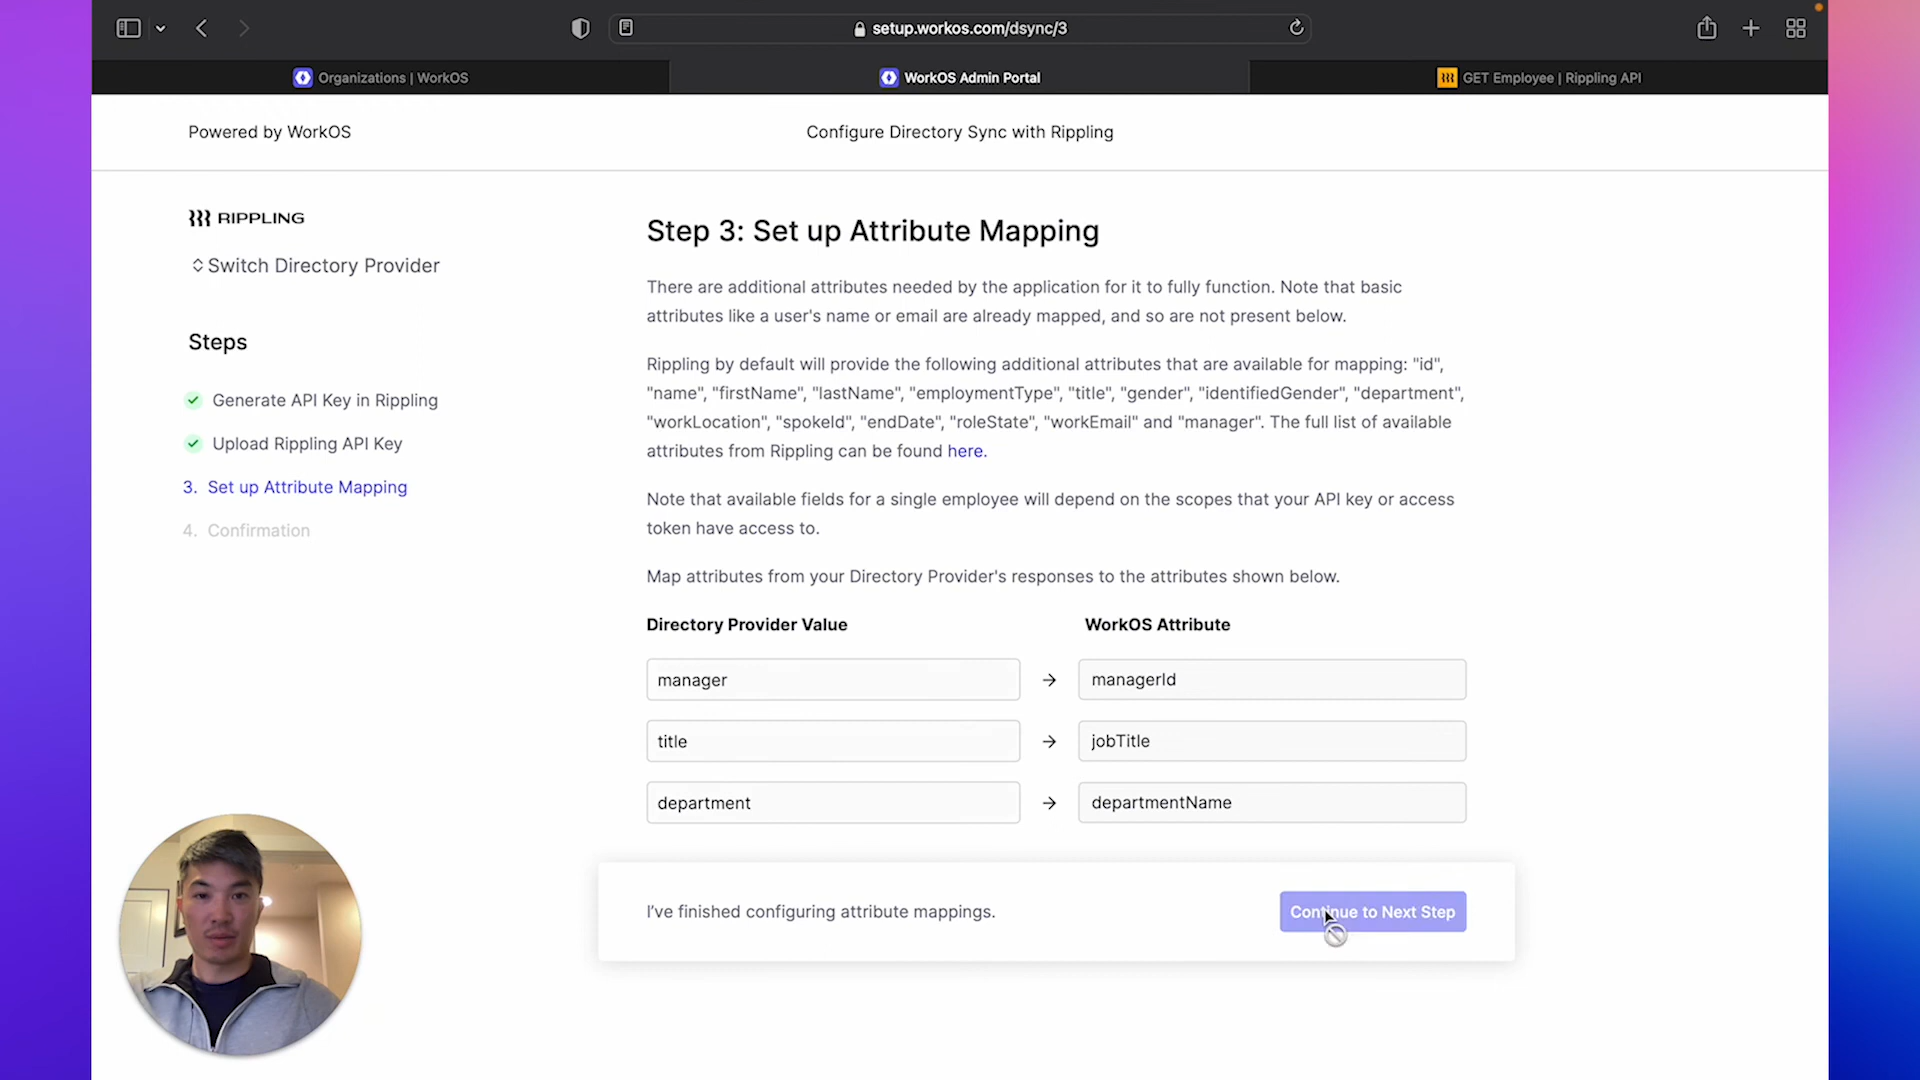 setup.workos.com/dsync/3
Organizations | WorkOS
WorkOS Admin Portal
GET Employee | Rippling API
Powered by WorkOS
Configure Directory Sync with Rippling
RIPPLING
Switch Directory Provider
Steps
Generate API Key in Rippling
Upload Rippling API Key
3. Set up Attribute Mapping
4. Confirmation
Step 3: Set up Attribute Mapping
There are additional attributes needed by the application for it to fully function. Note that basic
attributes like a user's name or email are already mapped, and so are not present below.
Rippling by default will provide the following additional attributes that are available for mapping: "id",
"name", "firstName", "lastName", "employmentType", "title", "gender", "identifiedGender", "department",
"workLocation", "spokeId", "endDate", "roleState", "workEmail" and "manager". The full list of available
attributes from Rippling can be found here.
Note that available fields for a single employee will depend on the scopes that your API key or access
token have access to.
Map attributes from your Directory Provider's responses to the attributes shown below.
Directory Provider Value
WorkOS Attribute
manager
managerId
title
jobTitle
department
departmentName
I've finished configuring attribute mappings.
Continue to Next Step